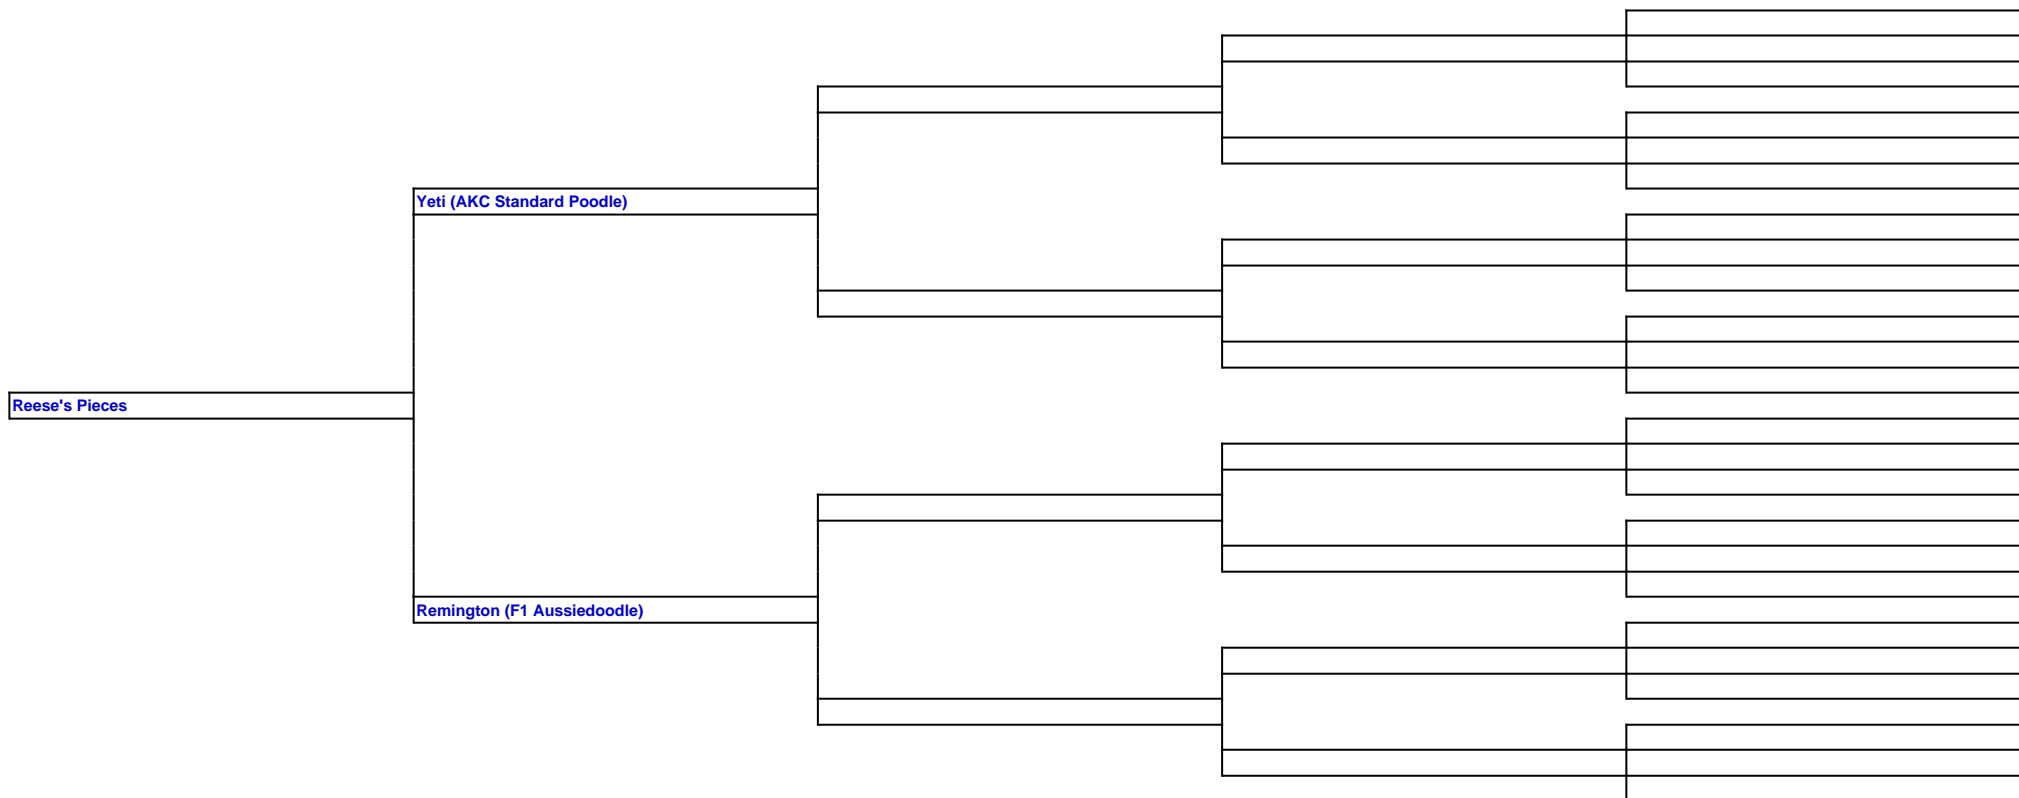 Yeti (AKC Standard Poodle)
Reese's Pieces
Remington (F1 Aussiedoodle)